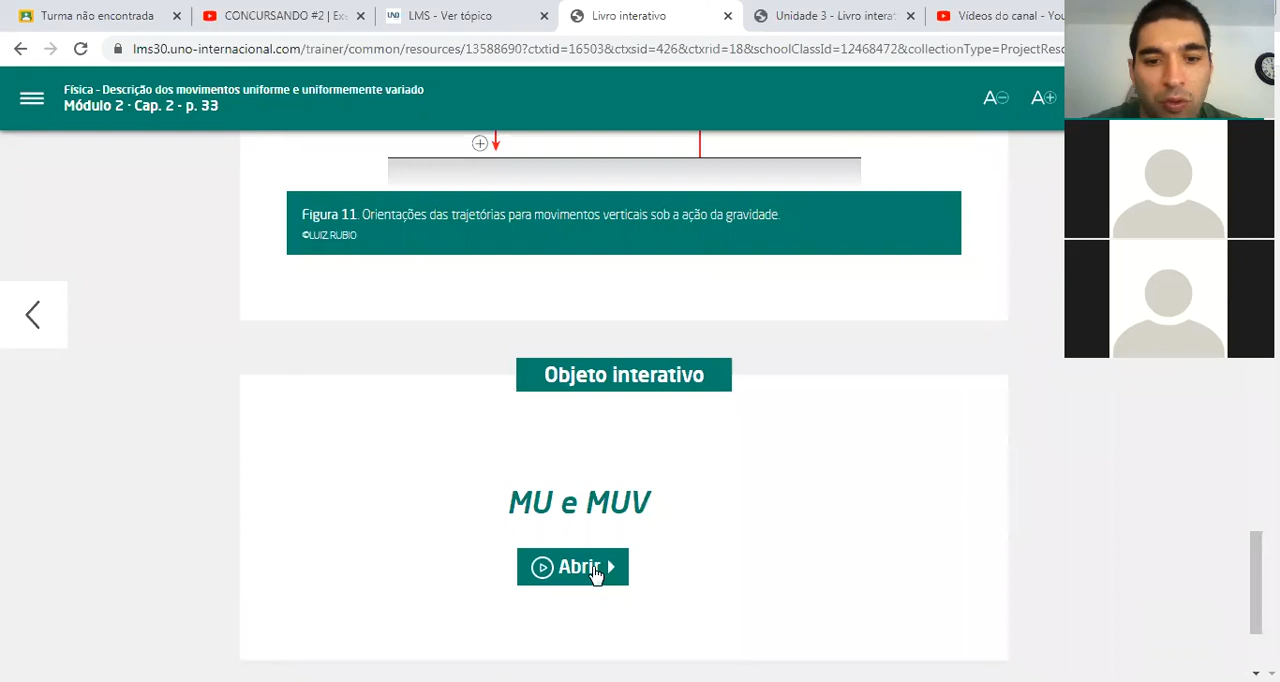 Turma não encontrada
CONCURSANDO #2 | Ex
LMS - Ver tópico
Livro interativo
Unidade 3 - Livro intera
Vídeos do canal - You
lms30.uno-internacional.com/trainer/common/resources/13588690?ctxtid=16503&ctxsid=426&ctxrid=18&schoolClassId=12468472&collectionType=ProjectReso
Física - Descrição dos movimentos uniforme e uniformemente variado
Módulo 2 · Cap. 2 - p. 33
A- A+
+
Figura 11. Orientações das trajetórias para movimentos verticais sob a ação da gravidade.
©LUIZ RUBIO
Objeto interativo
MU e MUV
Abrir